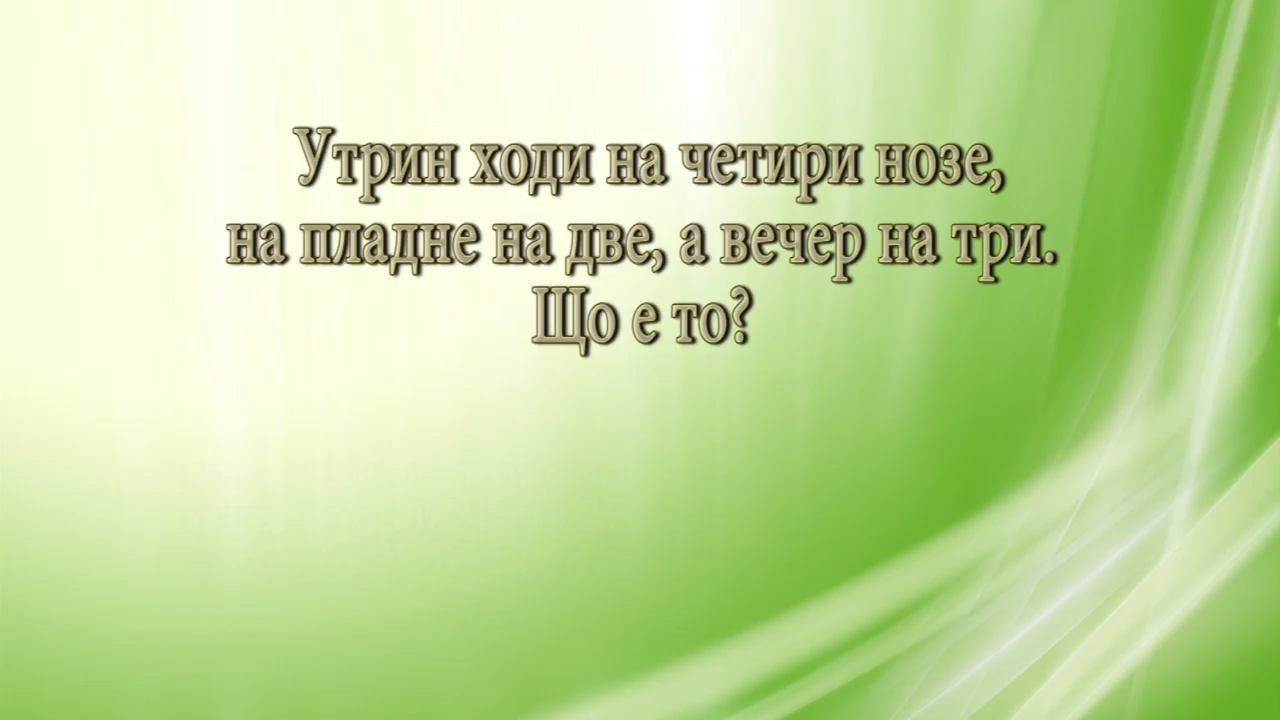 Утрин ходи на четири нозе,
на пладне на две, а вечер на три.
Що е то?